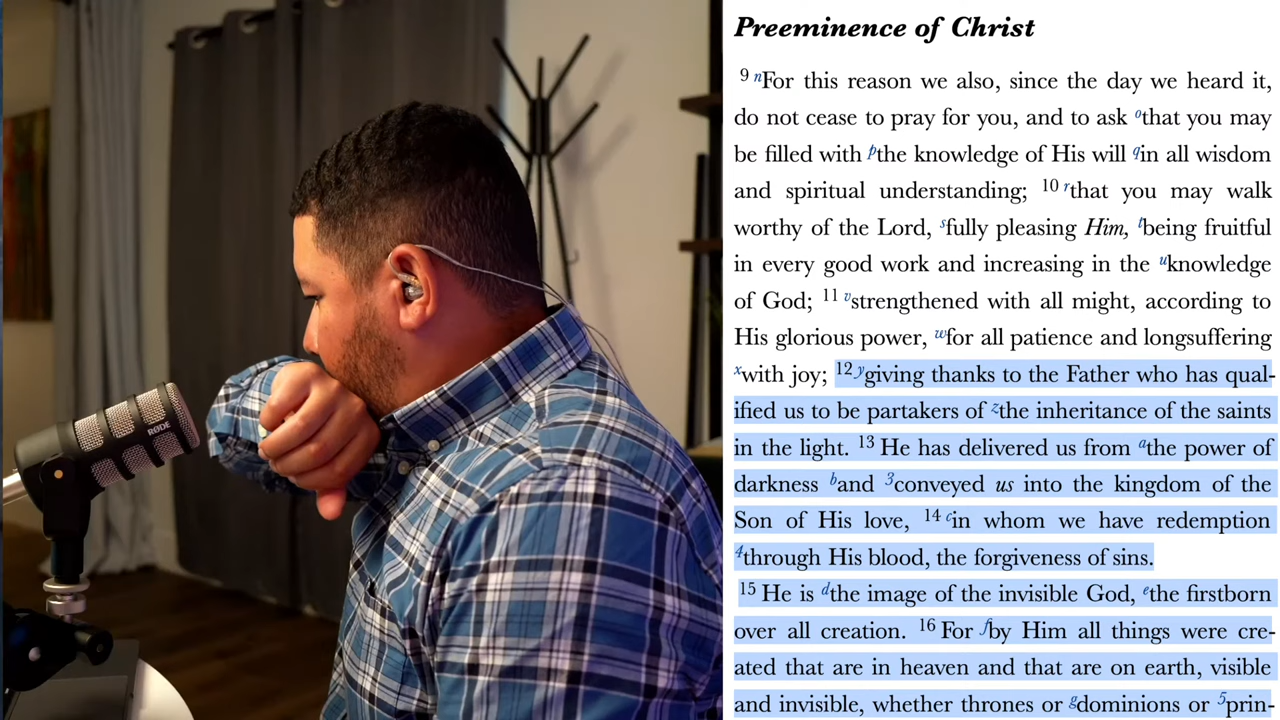 RØDE
Preeminence of Christ
9 nFor this reason we also, since the day we heard it,
do not cease to pray for you, and to ask othat you may
be filled with pthe knowledge of His will qin all wisdom
and spiritual understanding; 10 rthat you may walk
worthy of the Lord, sfully pleasing Him, tbeing fruitful
in every good work and increasing in the uknowledge
of God; 11 vstrengthened with all might, according to
His glorious power, wfor all patience and longsuffering
xwith joy; 12 ygiving thanks to the Father who has qual-
ified us to be partakers of zthe inheritance of the saints
in the light. 13 He has delivered us from athe power of
darkness band 3conveyed us into the kingdom of the
Son of His love, 14 cin whom we have redemption
4through His blood, the forgiveness of sins.
15 He is dthe image of the invisible God, ethe firstborn
over all creation. 16 For fby Him all things were cre-
ated that are in heaven and that are on earth, visible
and invisible, whether thrones or gdominions or 5prin-